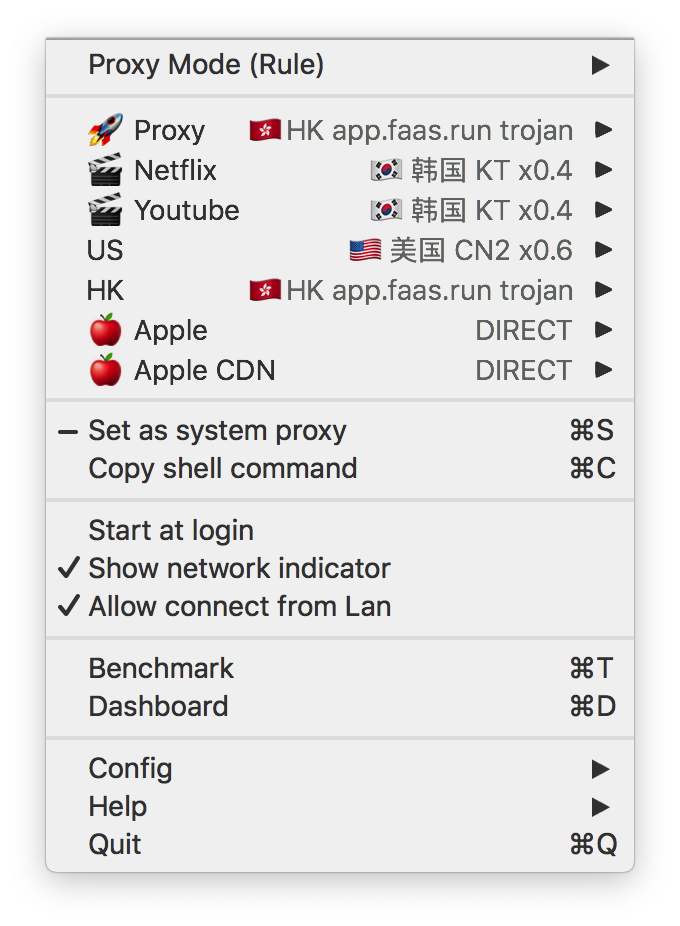 Proxy Mode (Rule) ▶
🚀 Proxy 🇭🇰HK app.faas.run trojan ▶
🎬 Netflix 🇰🇷 韩国 KT x0.4 ▶
🎬 Youtube 🇰🇷 韩国 KT x0.4 ▶
US 🇺🇸 美国 CN2 x0.6 ▶
HK 🇭🇰HK app.faas.run trojan ▶
🍎 Apple DIRECT ▶
🍎 Apple CDN DIRECT ▶
– Set as system proxy ⌘S
Copy shell command ⌘C
Start at login
✓ Show network indicator
✓ Allow connect from Lan
Benchmark ⌘T
Dashboard ⌘D
Config ▶
Help ▶
Quit ⌘Q